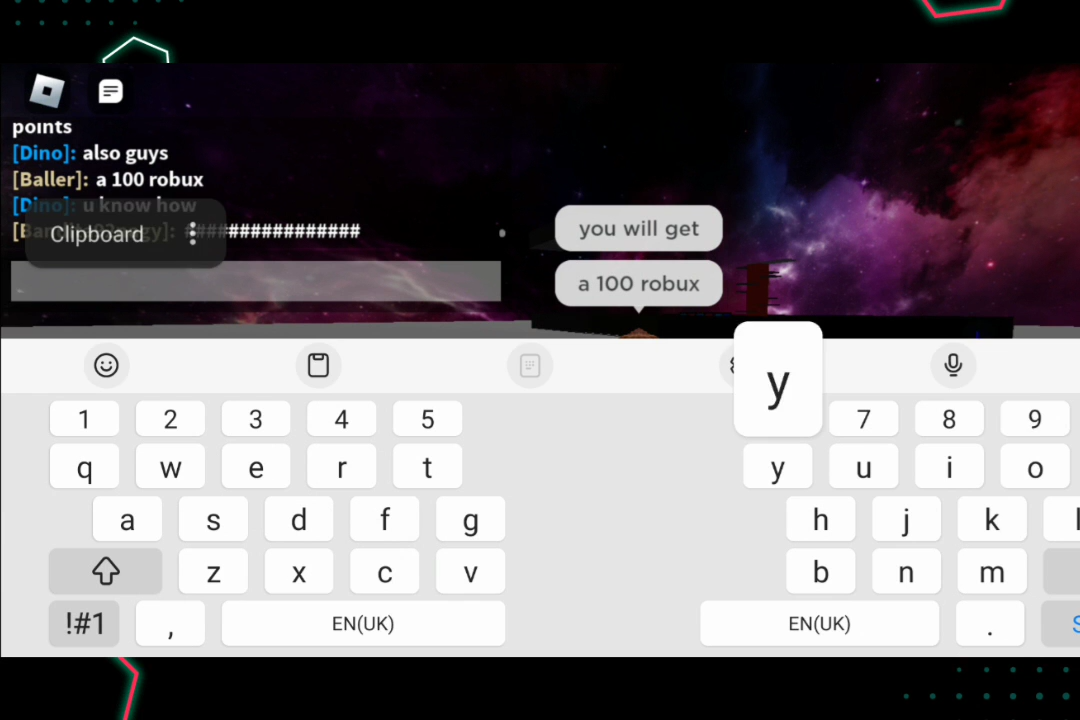 points
[Dino]: also guys
[Baller]: a 100 robux
[Dino]: u know how
Clipboard
################
you will get
a 100 robux
y
1 2 3 4 5 7 8 9
q w e r t y u i o
a s d f g h j k l
z x c v b n m
!#1 , EN(UK) EN(UK) . S